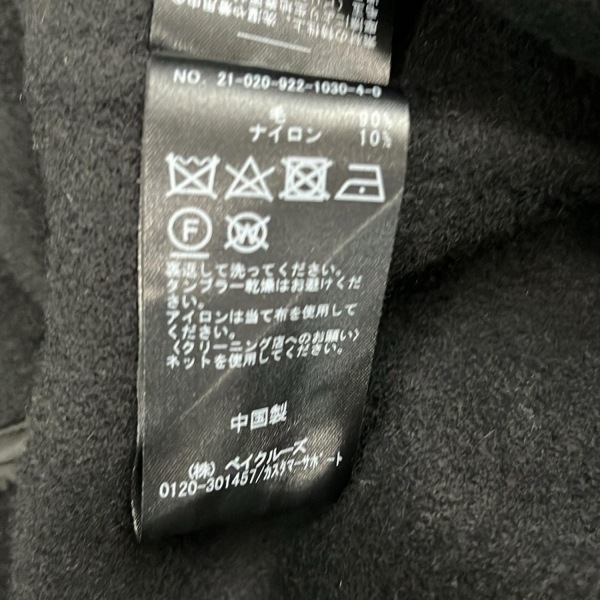 NO. 21-020-922-1030-4-0
毛 90%
ナイロン 10%
F W
裏返して洗ってください。
タンブラー乾燥はお避けくだ
さい。
アイロンは当て布を使用して
ください。
〈クリーニング店へのお願い〉
ネットを使用してください。
中国製
(株) ベイクルーズ
0120-301457/カスタマーサポート